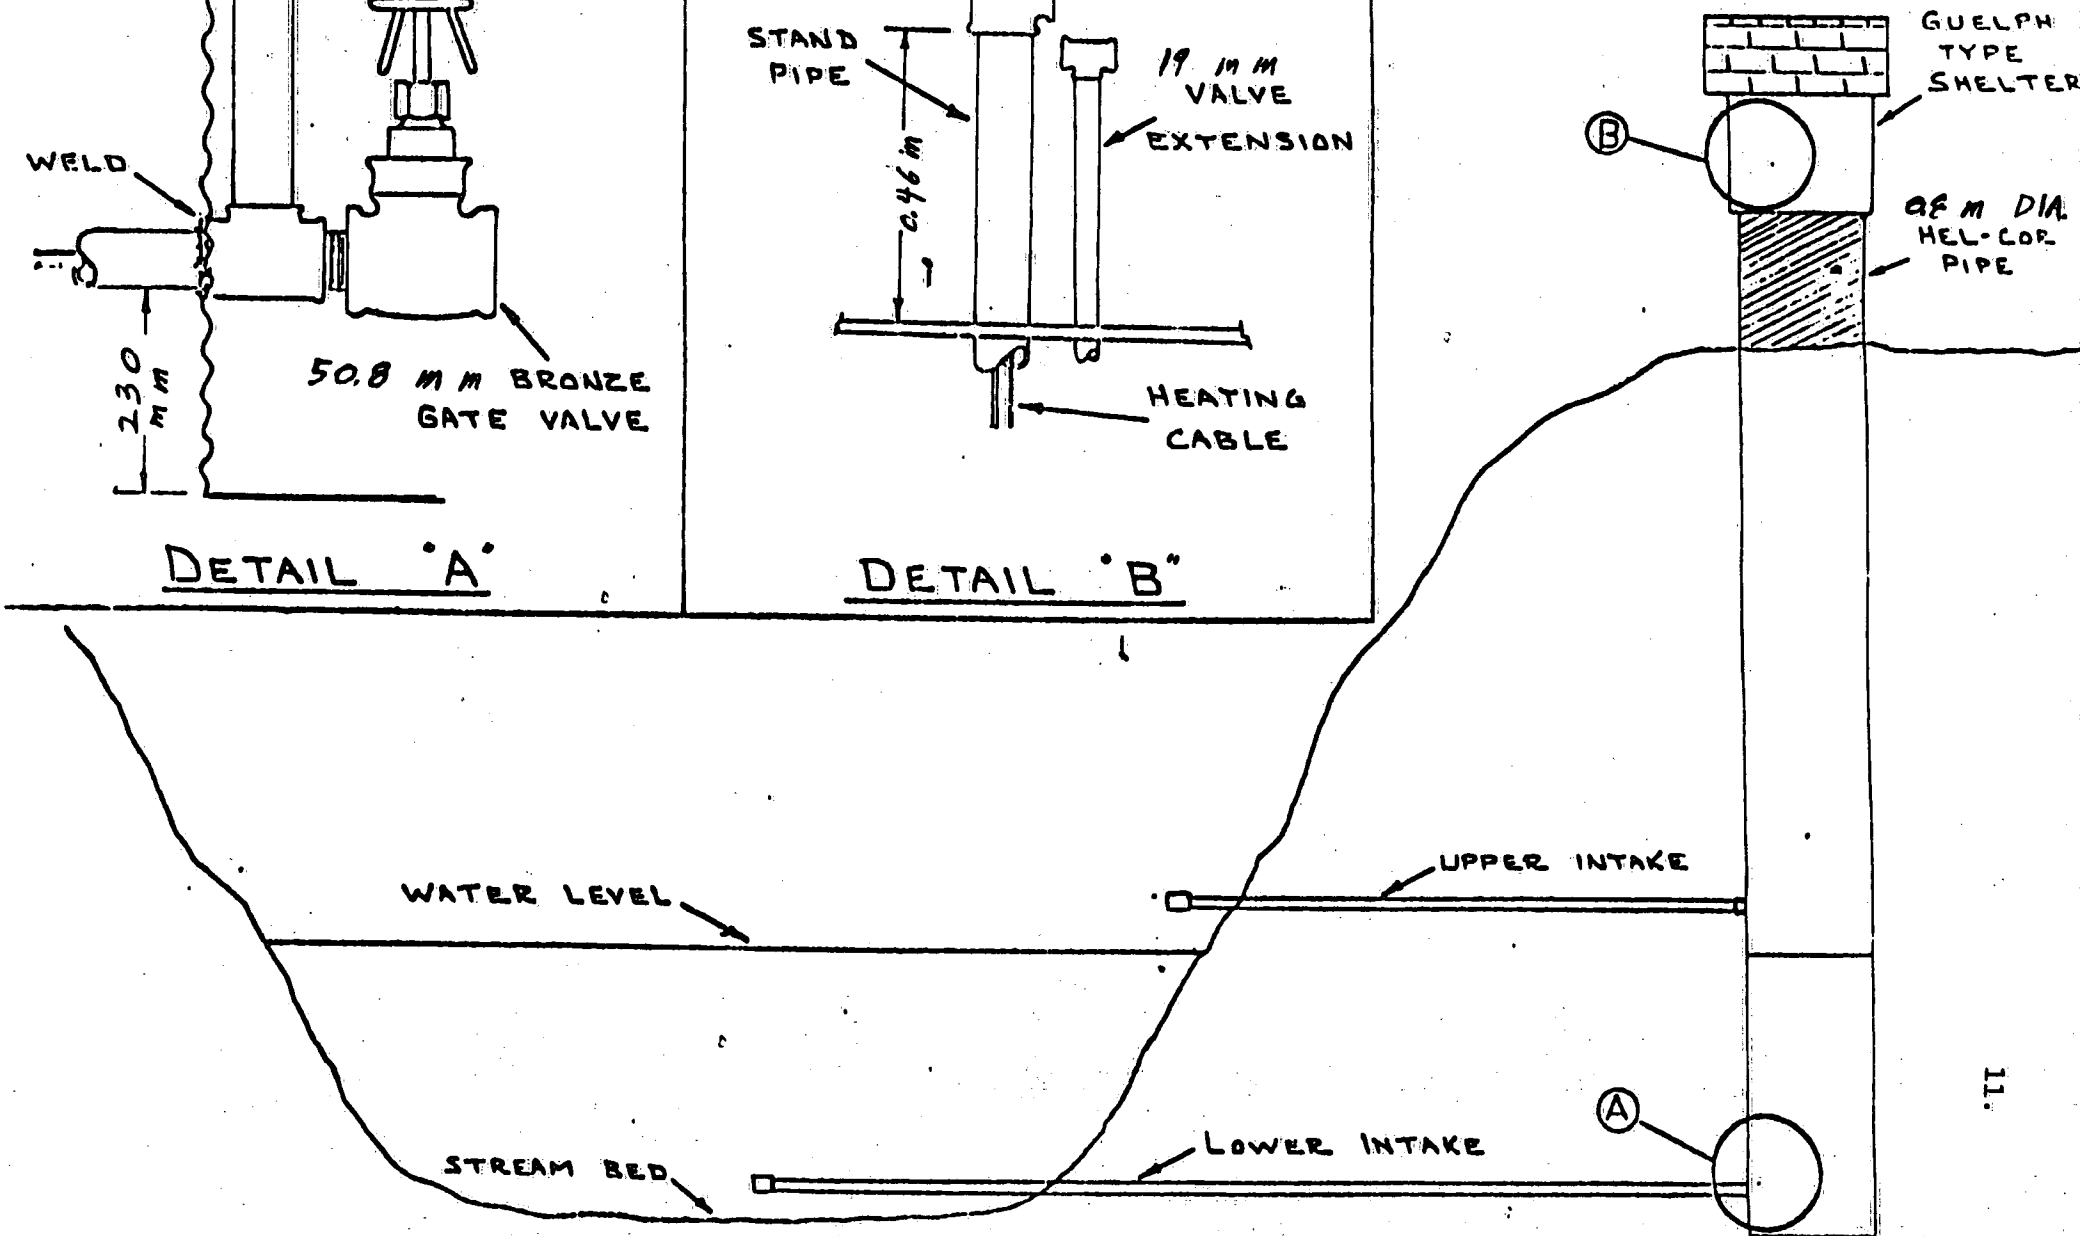 WELD
230
mm
50.8 mm BRONZE
GATE VALVE
DETAIL "A"
STAND
PIPE
0.46 m
19 mm
VALVE
EXTENSION
HEATING
CABLE
DETAIL "B"
GUELPH
TYPE
SHELTER
B
m DIA.
HEL-COR
PIPE
WATER LEVEL
UPPER INTAKE
STREAM BED
LOWER INTAKE
A
11.